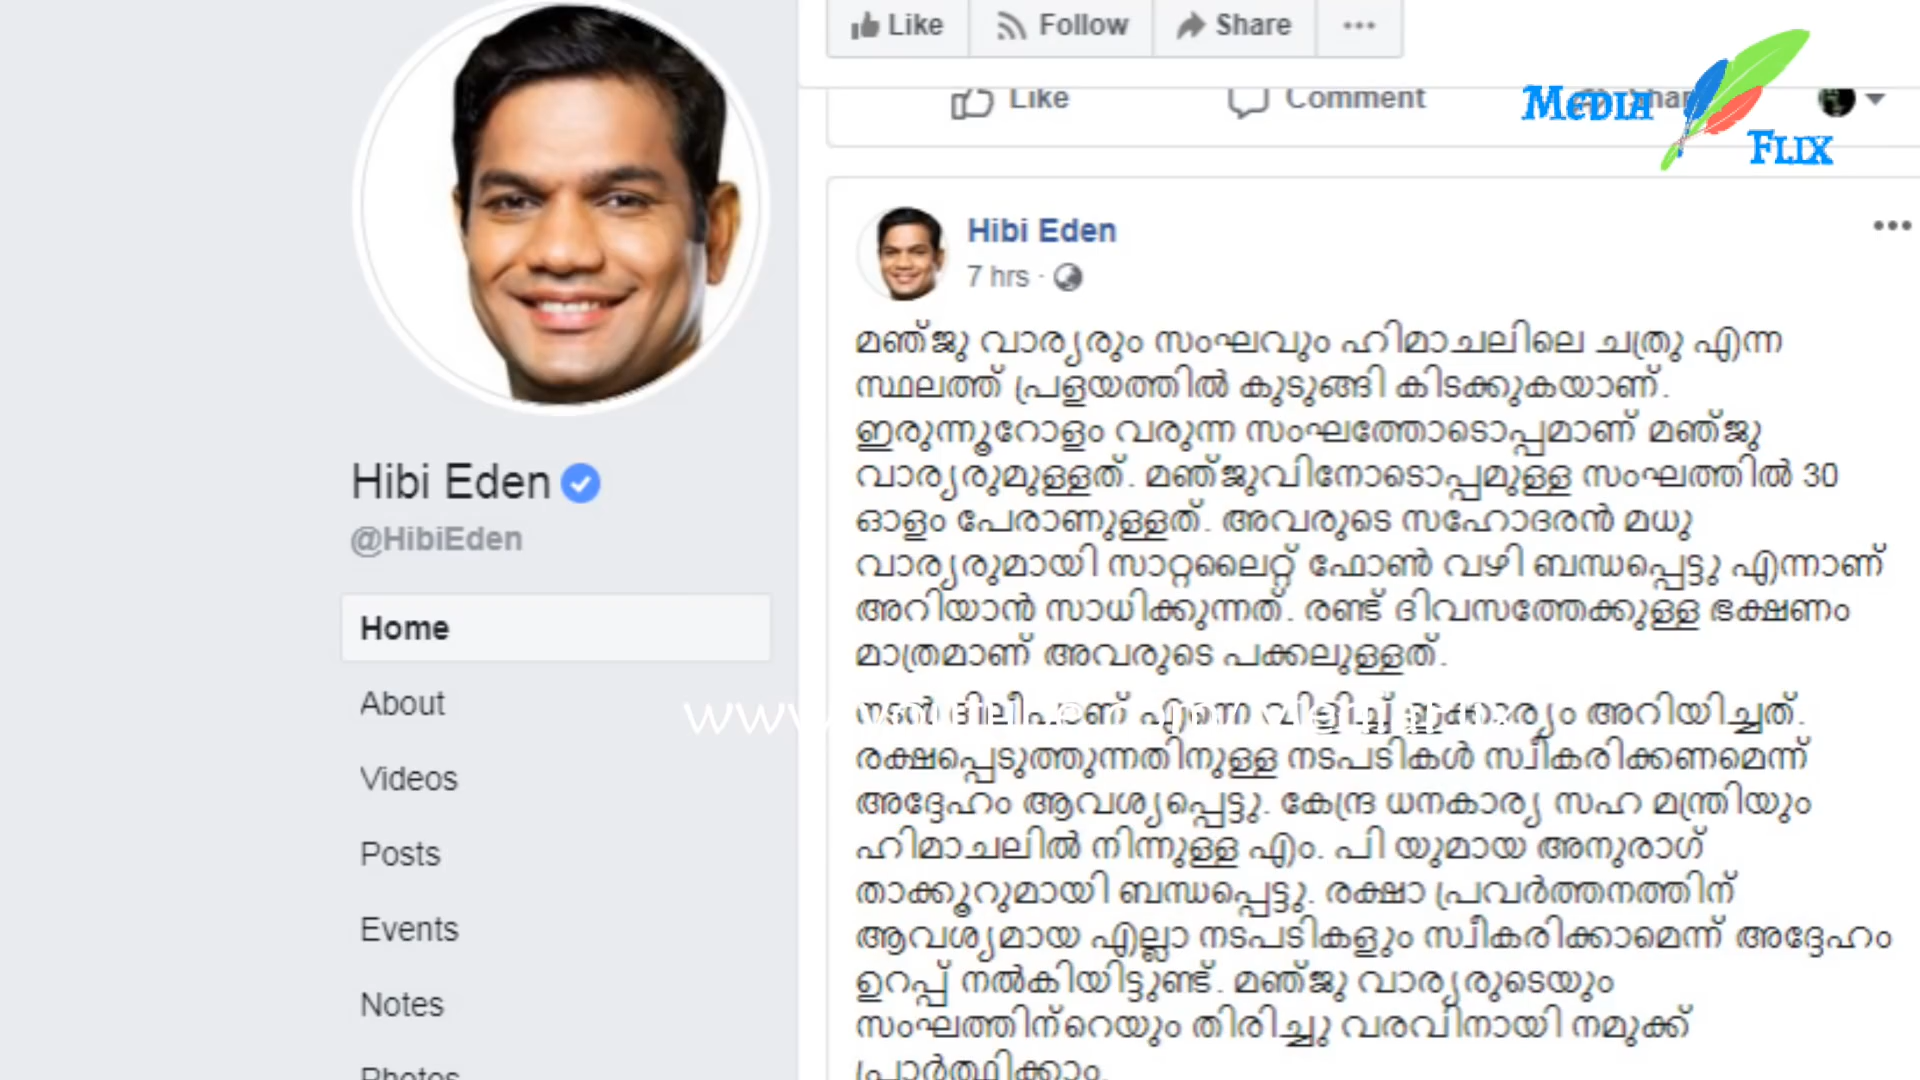 Like Follow Share
Like Comment Share
MEDIA
FLIX
Hibi Eden
7 hrs
മഞ്ജു വാര്യരും സംഘവും ഹിമാചലിലെ ചത്രു എന്ന
സ്ഥലത്ത് പ്രളയത്തിൽ കുടുങ്ങി കിടക്കുകയാണ്.
ഇരുന്നൂറോളം വരുന്ന സംഘത്തോടൊപ്പമാണ് മഞ്ജു
വാര്യരുമുള്ളത്. മഞ്ജുവിനോടൊപ്പമുള്ള സംഘത്തിൽ 30
ഓളം പേരാണുള്ളത്. അവരുടെ സഹോദരൻ മധു
വാര്യരുമായി സാറ്റലൈറ്റ് ഫോൺ വഴി ബന്ധപ്പെട്ടു എന്നാണ്
അറിയാൻ സാധിക്കുന്നത്. രണ്ട് ദിവസത്തേക്കുള്ള ഭക്ഷണം
മാത്രമാണ് അവരുടെ പക്കലുള്ളത്.
ദിലീപാണ് എന്നെ വിളിച്ച് ഇക്കാര്യം അറിയിച്ചത്.
രക്ഷപ്പെടുത്തുന്നതിനുള്ള നടപടികൾ സ്വീകരിക്കണമെന്ന്
അദ്ദേഹം ആവശ്യപ്പെട്ടു. കേന്ദ്ര ധനകാര്യ സഹ മന്ത്രിയും
ഹിമാചലിൽ നിന്നുള്ള എം. പി യുമായ അനുരാഗ്
താക്കൂറുമായി ബന്ധപ്പെട്ടു. രക്ഷാ പ്രവർത്തനത്തിന്
ആവശ്യമായ എല്ലാ നടപടികളും സ്വീകരിക്കാമെന്ന് അദ്ദേഹം
ഉറപ്പ് നൽകിയിട്ടുണ്ട്. മഞ്ജു വാര്യരുടെയും
സംഘത്തിന്റെയും തിരിച്ചു വരവിനായി നമുക്ക്
പ്രാർത്ഥിക്കാം.
Hibi Eden
@HibiEden
Home
About
Videos
Posts
Events
Notes
Photos